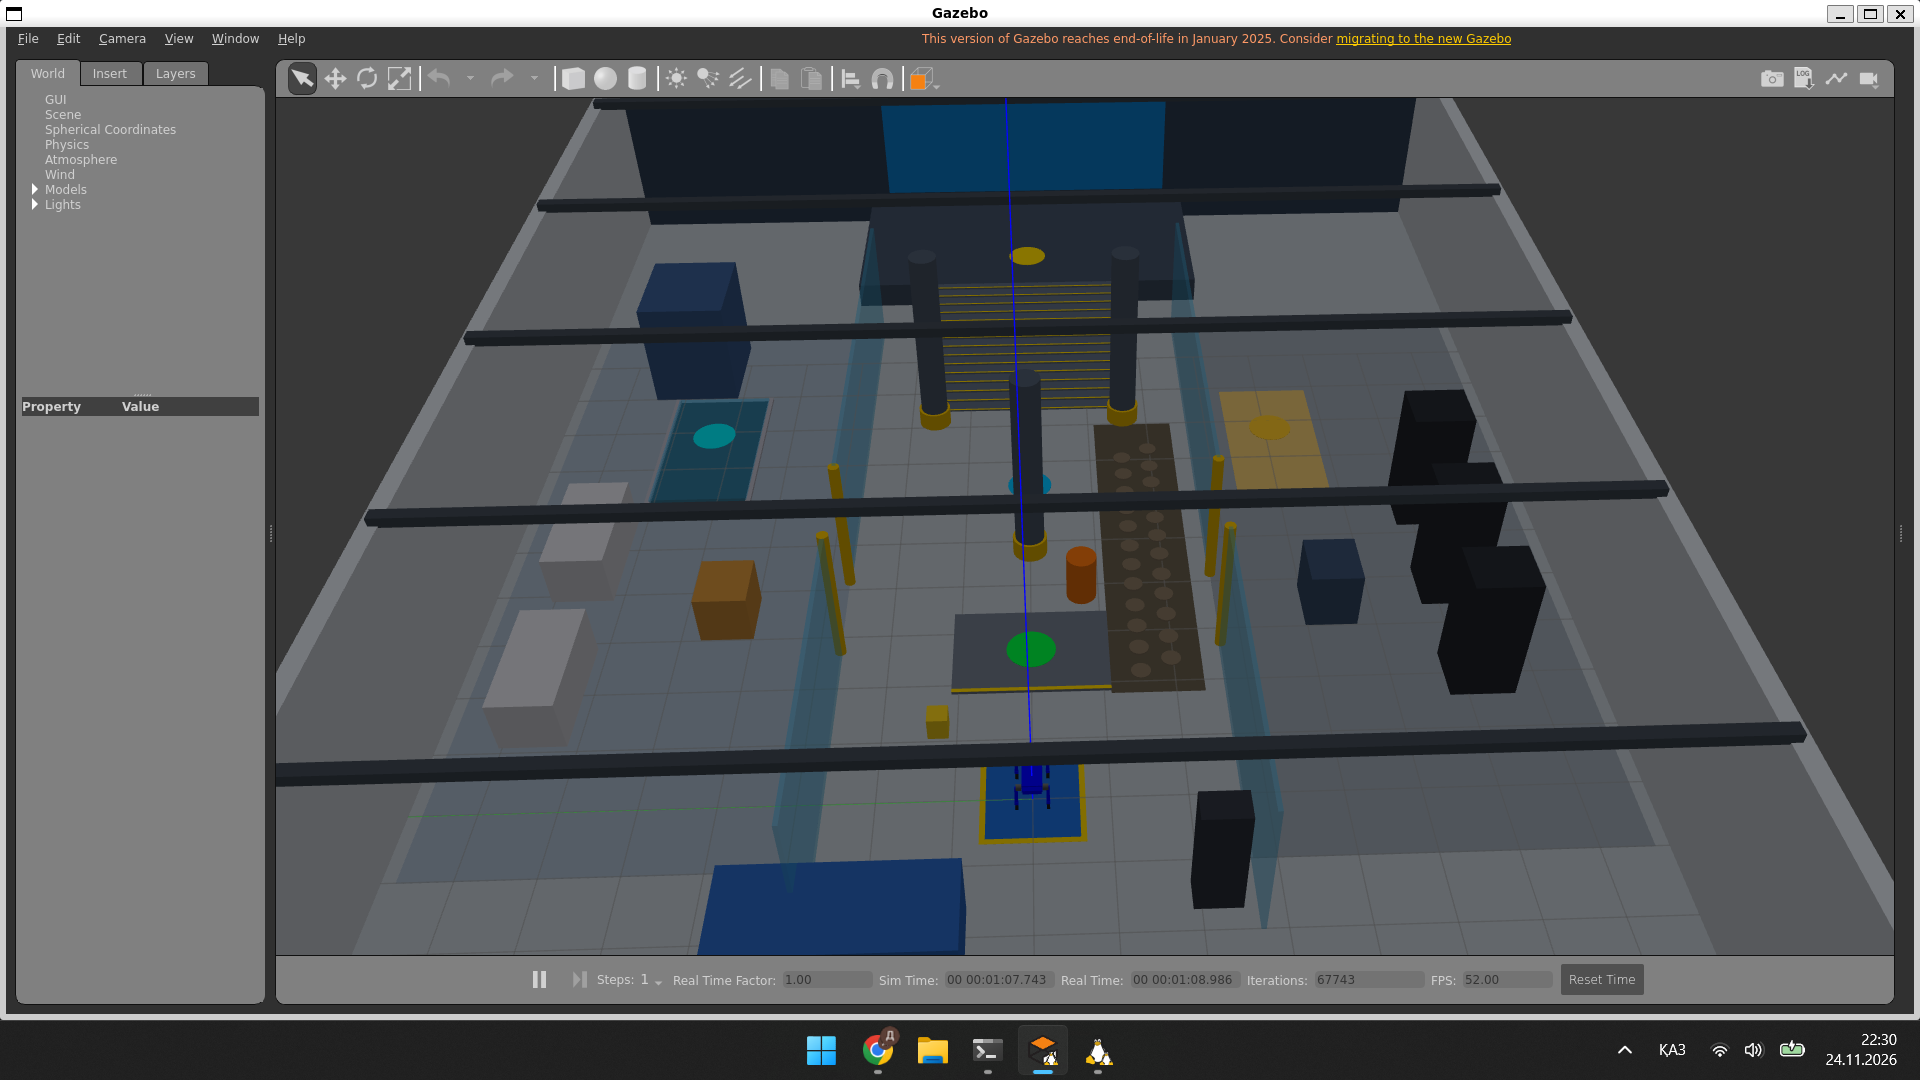 Gazebo
File Edit Camera View Window Help
This version of Gazebo reaches end-of-life in January 2025. Consider migrating to the new Gazebo
World Insert Layers
LOG
GUI
Scene
Spherical Coordinates
Physics
Atmosphere
Wind
Models
Lights
Property Value
Steps: 1 Real Time Factor: 1.00 Sim Time: 00 00:01:07.743 Real Time: 00 00:01:08.986 Iterations: 67743 FPS: 52.00 Reset Time
Д
ҚАЗ
22:30
24.11.2026